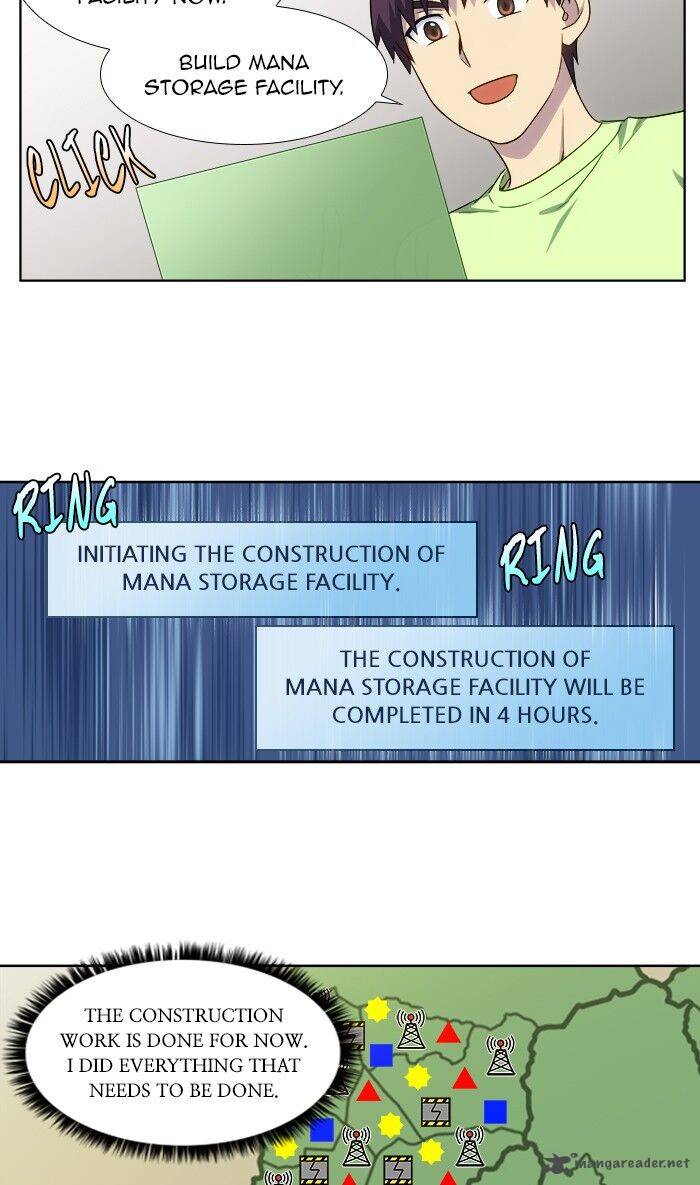 FACILITY NOW.
BUILD MANA
STORAGE FACILITY.
CLICK
RING
INITIATING THE CONSTRUCTION OF
MANA STORAGE FACILITY.
RING
THE CONSTRUCTION OF
MANA STORAGE FACILITY WILL BE
COMPLETED IN 4 HOURS.
THE CONSTRUCTION
WORK IS DONE FOR NOW.
I DID EVERYTHING THAT
NEEDS TO BE DONE.
mangareader.net